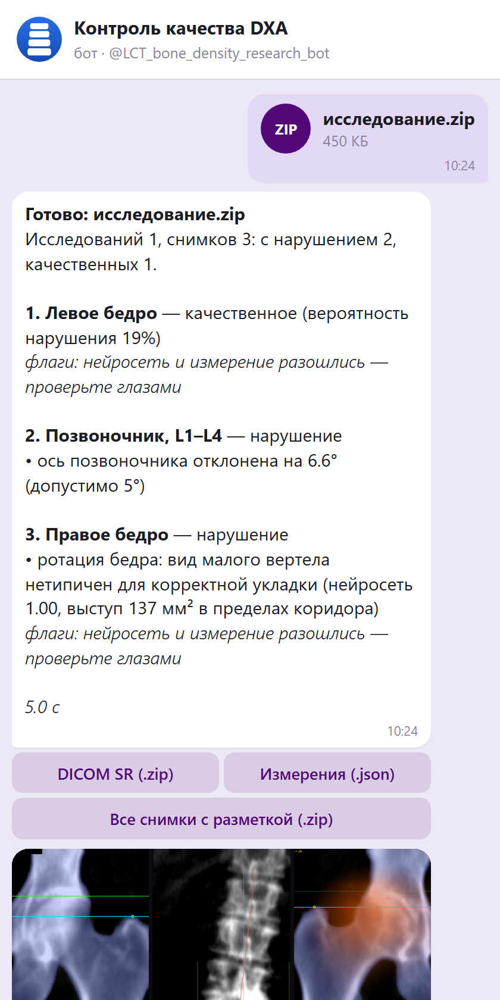 Контроль качества DXA
бот · @LCT_bone_density_research_bot
ZIP
исследование.zip
450 КБ
10:24
Готово: исследование.zip
Исследований 1, снимков 3: с нарушением 2,
качественных 1.
1. Левое бедро — качественное (вероятность
нарушения 19%)
флаги: нейросеть и измерение разошлись —
проверьте глазами
2. Позвоночник, L1–L4 — нарушение
• ось позвоночника отклонена на 6.6°
(допустимо 5°)
3. Правое бедро — нарушение
• ротация бедра: вид малого вертела
нетипичен для корректной укладки (нейросеть
1.00, выступ 137 мм² в пределах коридора)
флаги: нейросеть и измерение разошлись —
проверьте глазами
5.0 с
10:24
DICOM SR (.zip)
Измерения (.json)
Все снимки с разметкой (.zip)